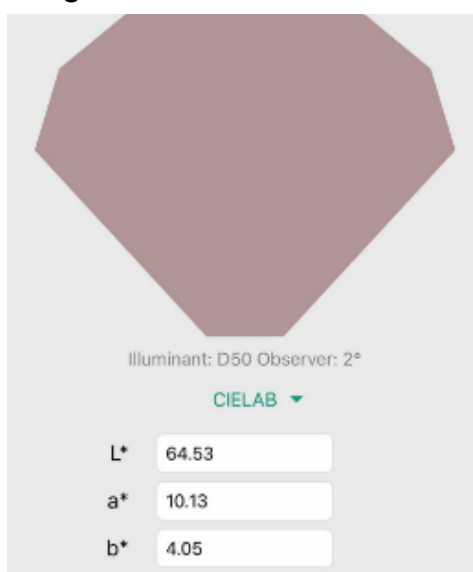 Illuminant: D50 Observer: 2°
CIELAB
L* 64.53
a* 10.13
b* 4.05